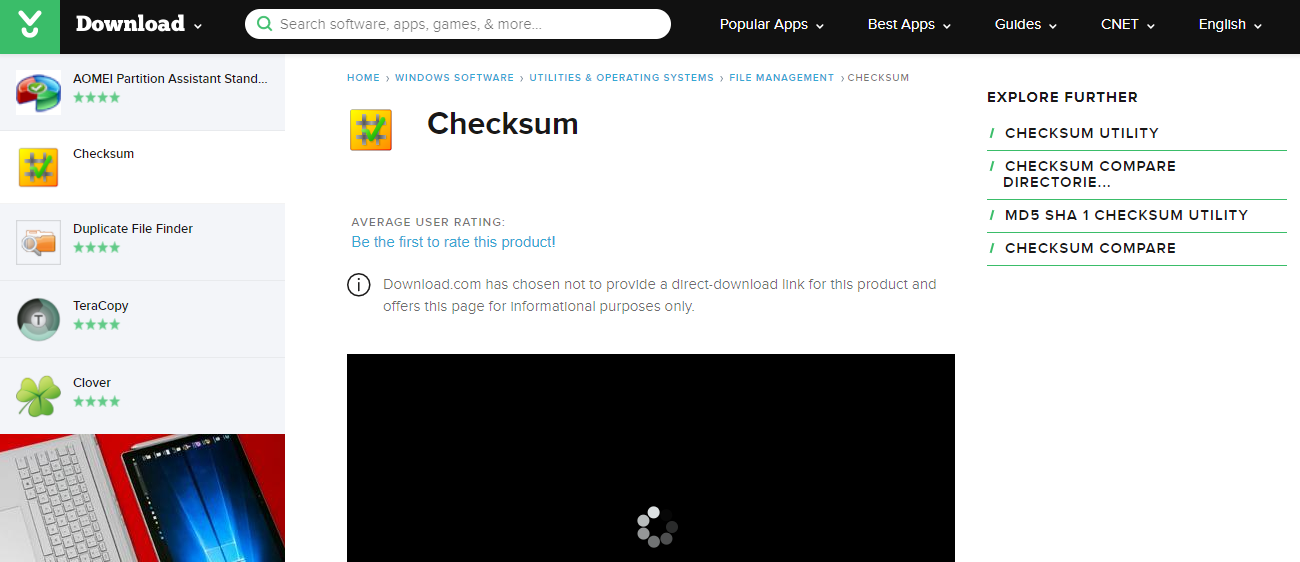 Download
Search software, apps, games, & more...
Popular Apps
Best Apps
Guides
CNET
English
AOMEI Partition Assistant Stand...
Checksum
Duplicate File Finder
TeraCopy
T
Clover
HOME › WINDOWS SOFTWARE › UTILITIES & OPERATING SYSTEMS › FILE MANAGEMENT › CHECKSUM
Checksum
AVERAGE USER RATING:
Be the first to rate this product!
Download.com has chosen not to provide a direct-download link for this product and
offers this page for informational purposes only.
EXPLORE FURTHER
/ CHECKSUM UTILITY
/ CHECKSUM COMPARE
DIRECTORIE...
/ MD5 SHA 1 CHECKSUM UTILITY
/ CHECKSUM COMPARE